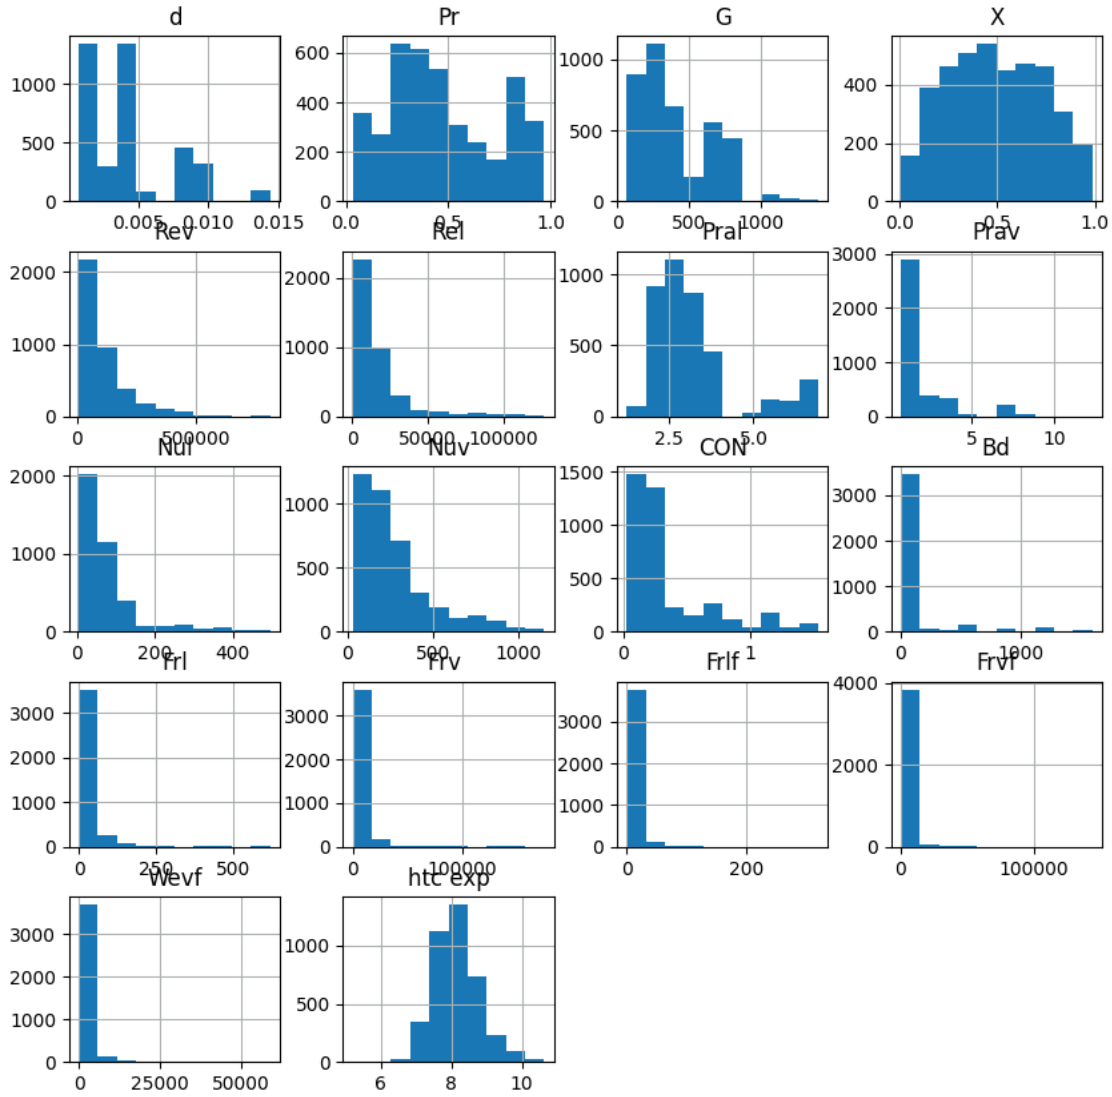 d Pr G X
1000 500 0 0.005 0.010 0.015
600 400 200 0 0.0 0.5 1.0
1000 500 0 0 500 1000
400 200 0 0.0 0.5 1.0
Rev Rel Pral Prav
2000 1000 0 0 500000
2000 1000 0 0 50000 100000
1000 500 0 2.5 5.0
3000 2000 1000 0 5 10
Nul Nuv CON Bd
2000 1000 0 0 200 400
1000 500 0 0 500 1000
1500 1000 500 0 0 1
3000 2000 1000 0 0 1000
Frl Frv Frlf Frvf
3000 2000 1000 0 0 250 500
3000 2000 1000 0 0 100000
3000 2000 1000 0 0 200
4000 2000 0 0 100000
Wevf htc exp
3000 2000 1000 0 0 25000 50000
1000 500 0 6 8 10